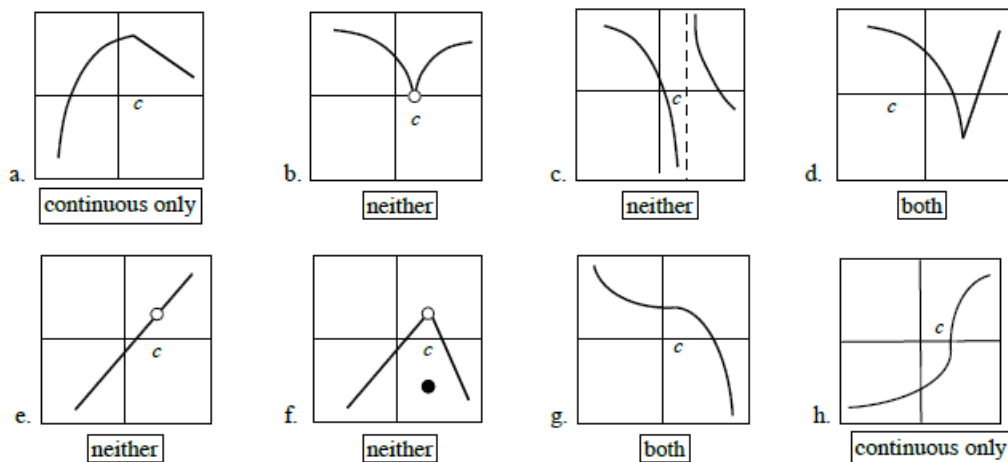 c
c
c
c
a.
b.
c.
d.
continuous only
neither
neither
both
c
c
c
c
e.
f.
g.
h.
neither
neither
both
continuous only